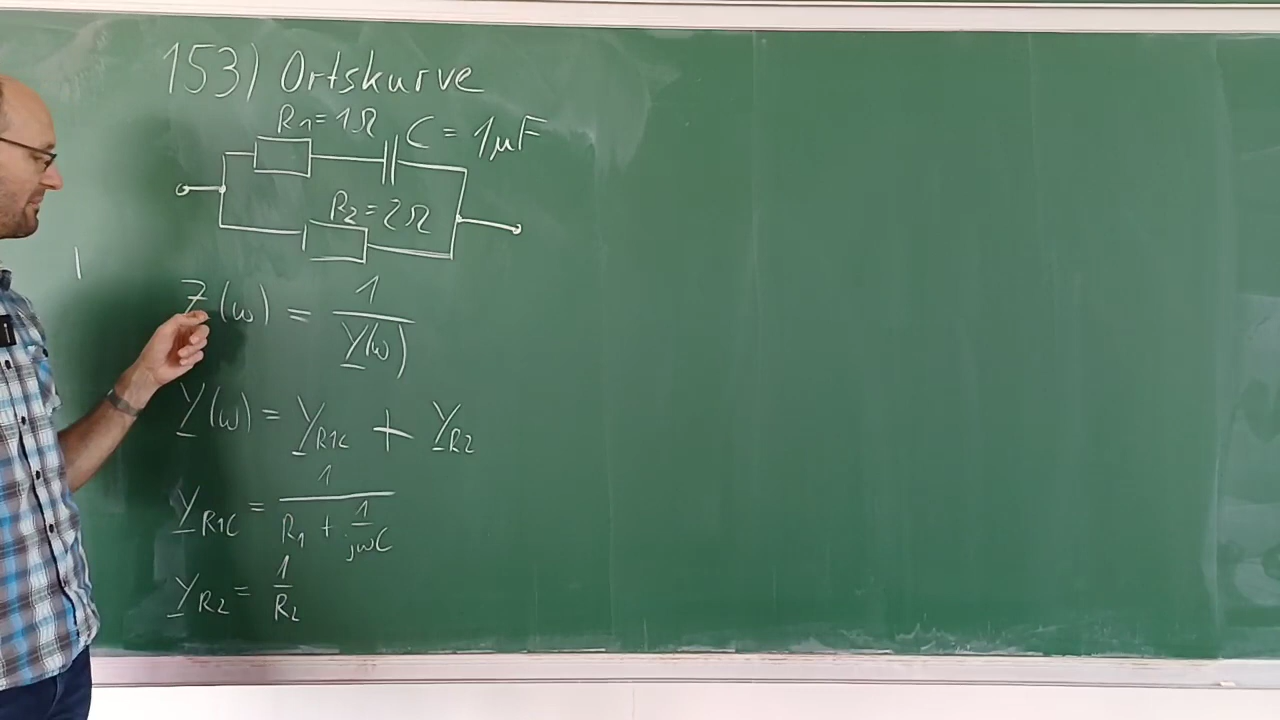 153) Ortskurve
R1=1Ω C = 1μF
R2=2Ω
Z(ω) = 1/Y(ω)
Y(ω) = YR1C + YR2
YR1C = 1/(R1 + 1/jωC)
YR2 = 1/R2